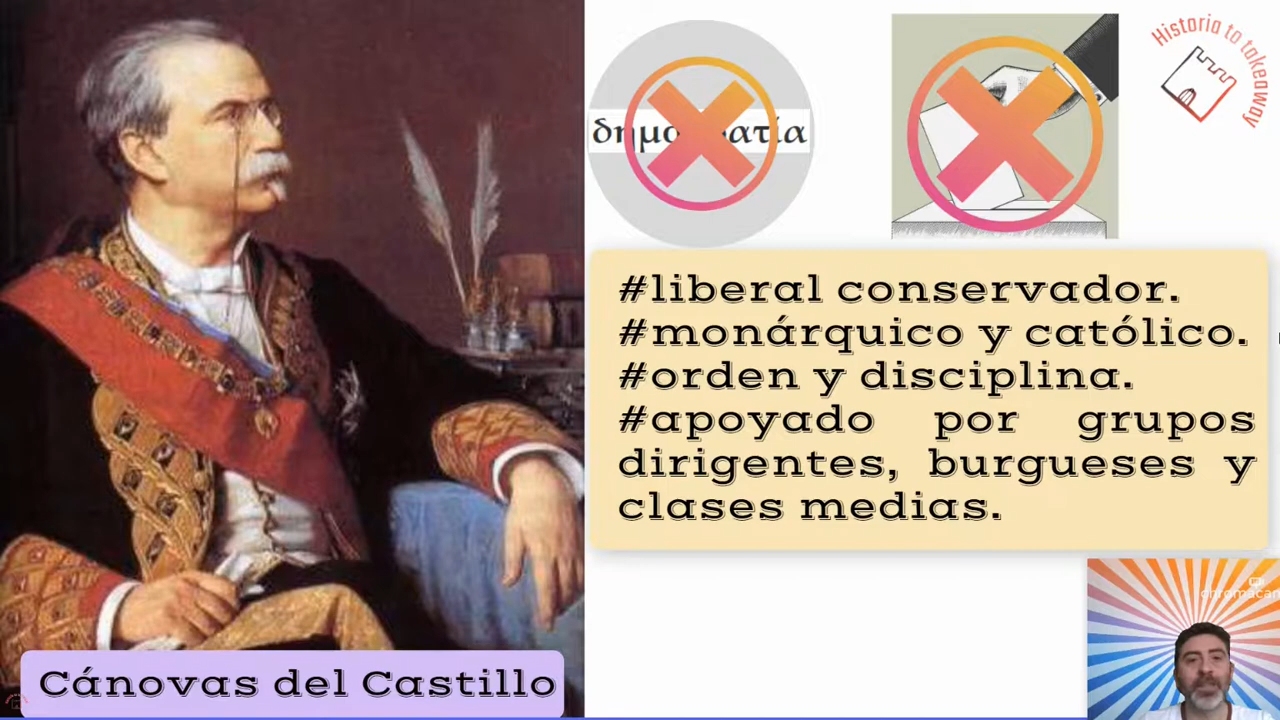 δημοκρατία
Historia to takeaway
#liberal conservador.
#monárquico y católico.
#orden y disciplina.
#apoyado por grupos
dirigentes, burgueses y
clases medias.
Cánovas del Castillo